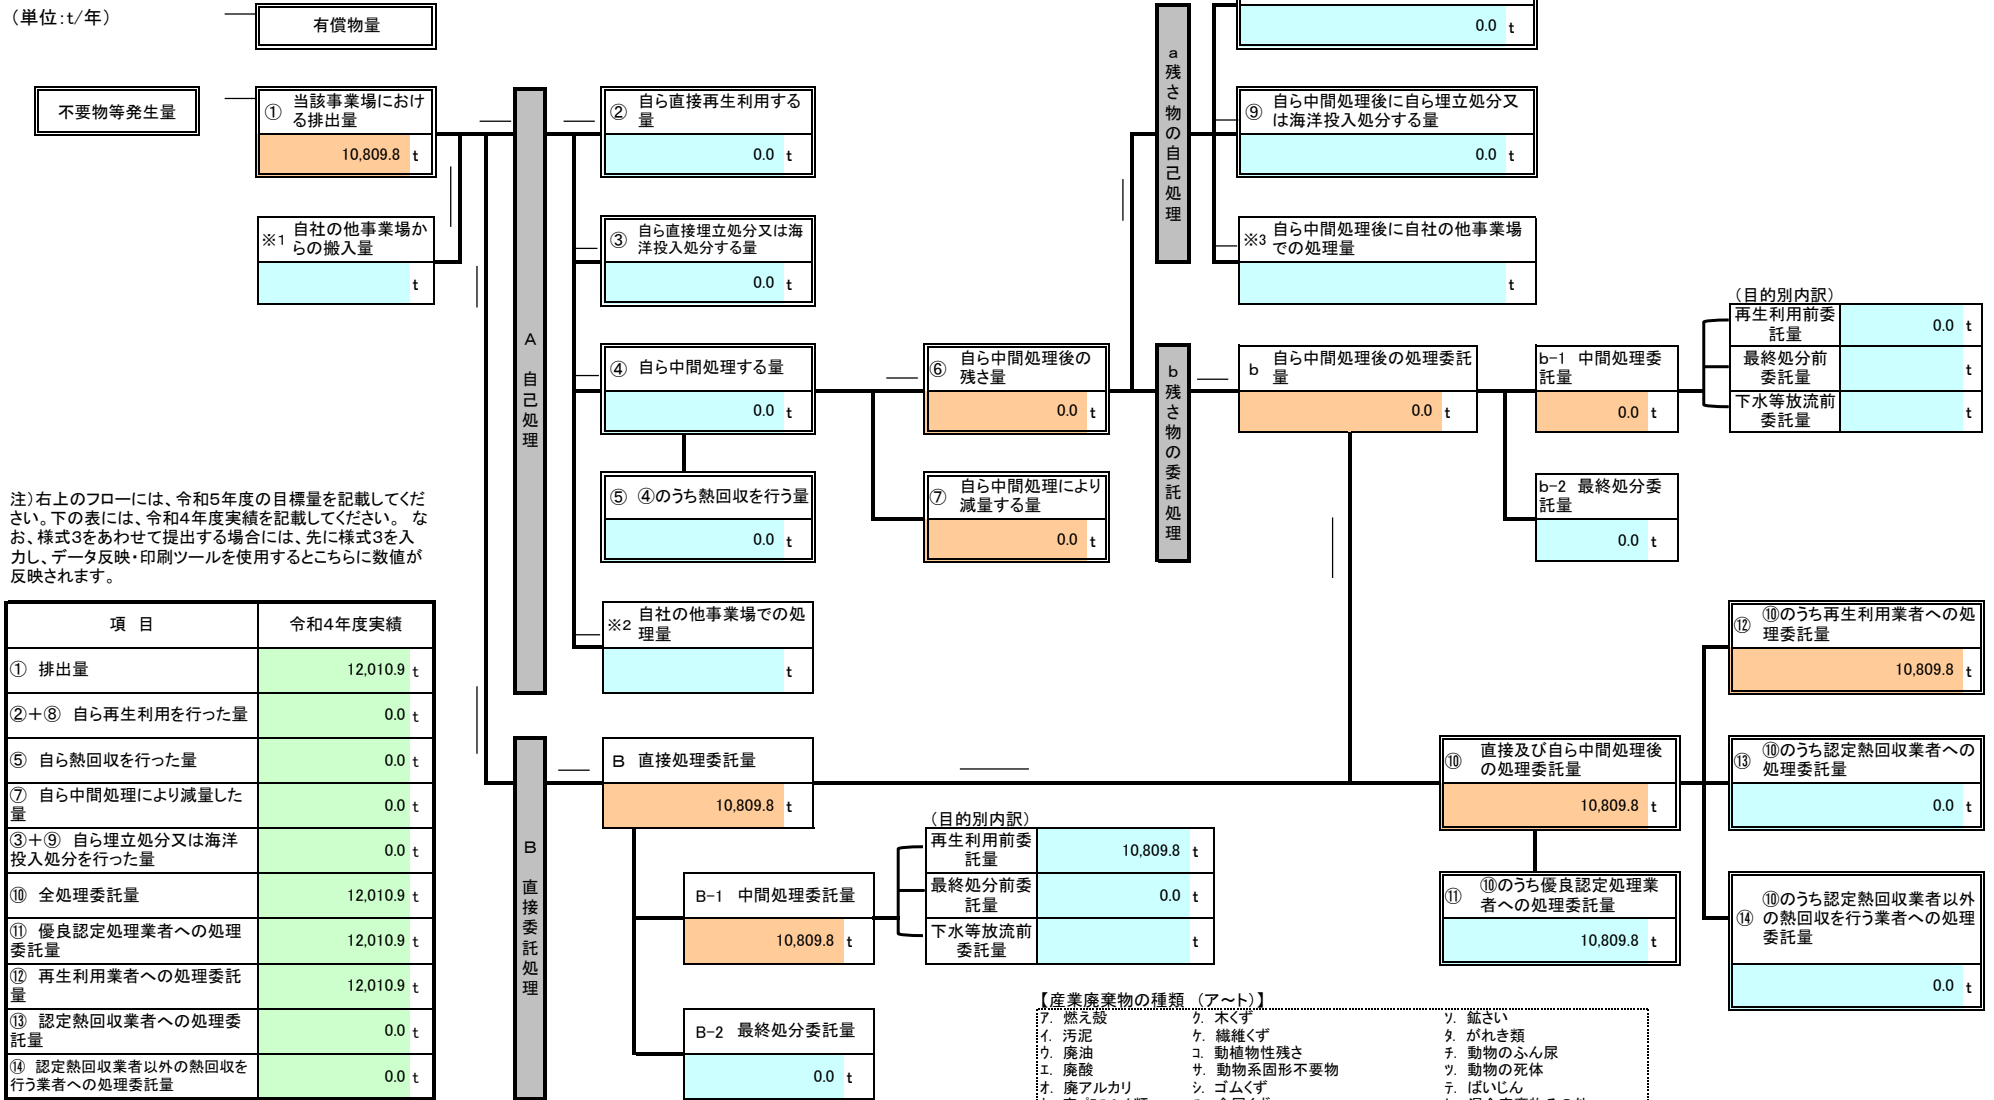 (単位:t/年)
有償物量
0.0 t
不要物等発生量
① 当該事業場におけ
る排出量
10,809.8 t
※1 自社の他事業場か
らの搬入量
t
A 自己処理
② 自ら直接再生利用する
量
0.0 t
③ 自ら直接埋立処分又は海
洋投入処分する量
0.0 t
④ 自ら中間処理する量
0.0 t
⑤ ④のうち熱回収を行う量
0.0 t
※2 自社の他事業場での処
理量
t
⑥ 自ら中間処理後の
残さ量
0.0 t
⑦ 自ら中間処理により
減量する量
0.0 t
a 残さ物の自己処理
⑨ 自ら中間処理後に自ら埋立処分又
は海洋投入処分する量
0.0 t
※3 自ら中間処理後に自社の他事業場
での処理量
t
b 残さ物の委託処理
b 自ら中間処理後の処理委託
量
0.0 t
b-1 中間処理委
託量
0.0 t
(目的別内訳)
再生利用前委
託量
0.0 t
最終処分前
委託量
t
下水等放流前
委託量
t
b-2 最終処分委
託量
0.0 t
注)右上のフローには、令和5年度の目標量を記載してくだ
さい。下の表には、令和4年度実績を記載してください。 な
お、様式3をあわせて提出する場合には、先に様式3を入
力し、データ反映・印刷ツールを使用するとこちらに数値が
反映されます。
項 目 令和4年度実績
① 排出量 12,010.9 t
②+⑧ 自ら再生利用を行った量 0.0 t
⑤ 自ら熱回収を行った量 0.0 t
⑦ 自ら中間処理により減量した
量 0.0 t
③+⑨ 自ら埋立処分又は海洋
投入処分を行った量 0.0 t
⑩ 全処理委託量 12,010.9 t
⑪ 優良認定処理業者への処理
委託量 12,010.9 t
⑫ 再生利用業者への処理委託
量 12,010.9 t
⑬ 認定熱回収業者への処理委
託量 0.0 t
⑭ 認定熱回収業者以外の熱回収を
行う業者への処理委託量 0.0 t
B 直接委託処理
B 直接処理委託量
10,809.8 t
B-1 中間処理委託量
10,809.8 t
(目的別内訳)
再生利用前委
託量
10,809.8 t
最終処分前委
託量
0.0 t
下水等放流前
委託量
t
B-2 最終処分委託量
0.0 t
⑩ 直接及び自ら中間処理後
の処理委託量
10,809.8 t
⑪ ⑩のうち優良認定処理業
者への処理委託量
10,809.8 t
⑫ ⑩のうち再生利用業者への処
理委託量
10,809.8 t
⑬ ⑩のうち認定熱回収業者への
処理委託量
0.0 t
⑭ ⑩のうち認定熱回収業者以外
の熱回収を行う業者への処理
委託量
0.0 t
【産業廃棄物の種類 (ア~ト)】
ア. 燃え殻 ク. 木くず ソ. 鉱さい
イ. 汚泥 ケ. 繊維くず タ. がれき類
ウ. 廃油 コ. 動植物性残さ チ. 動物のふん尿
エ. 廃酸 サ. 動物系固形不要物 ツ. 動物の死体
オ. 廃アルカリ シ. ゴムくず テ. ばいじん